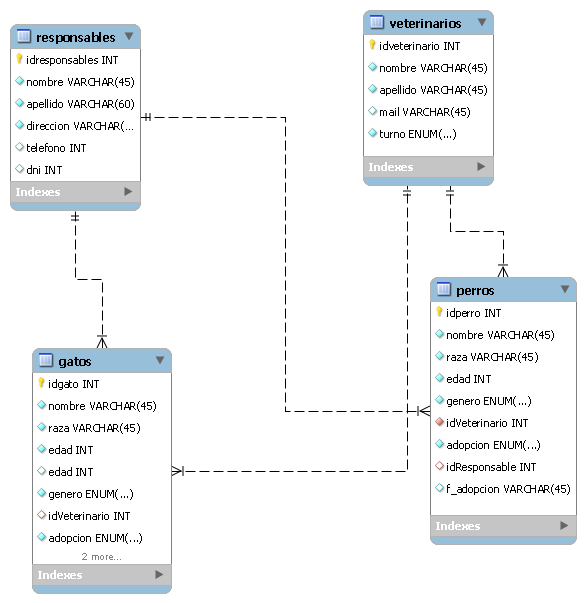 responsables
idresponsables INT
nombre VARCHAR(45)
apellido VARCHAR(60)
direccion VARCHAR(...
telefono INT
dni INT
Indexes
veterinarios
idveterinario INT
nombre VARCHAR(45)
apellido VARCHAR(45)
mail VARCHAR(45)
turno ENUM(...)
Indexes
gatos
idgato INT
nombre VARCHAR(45)
raza VARCHAR(45)
edad INT
edad INT
genero ENUM(...)
idVeterinario INT
adopcion ENUM(...)
2 more...
Indexes
perros
idperro INT
nombre VARCHAR(45)
raza VARCHAR(45)
edad INT
genero ENUM(...)
idVeterinario INT
adopcion ENUM(...)
idResponsable INT
f_adopcion VARCHAR(45)
Indexes